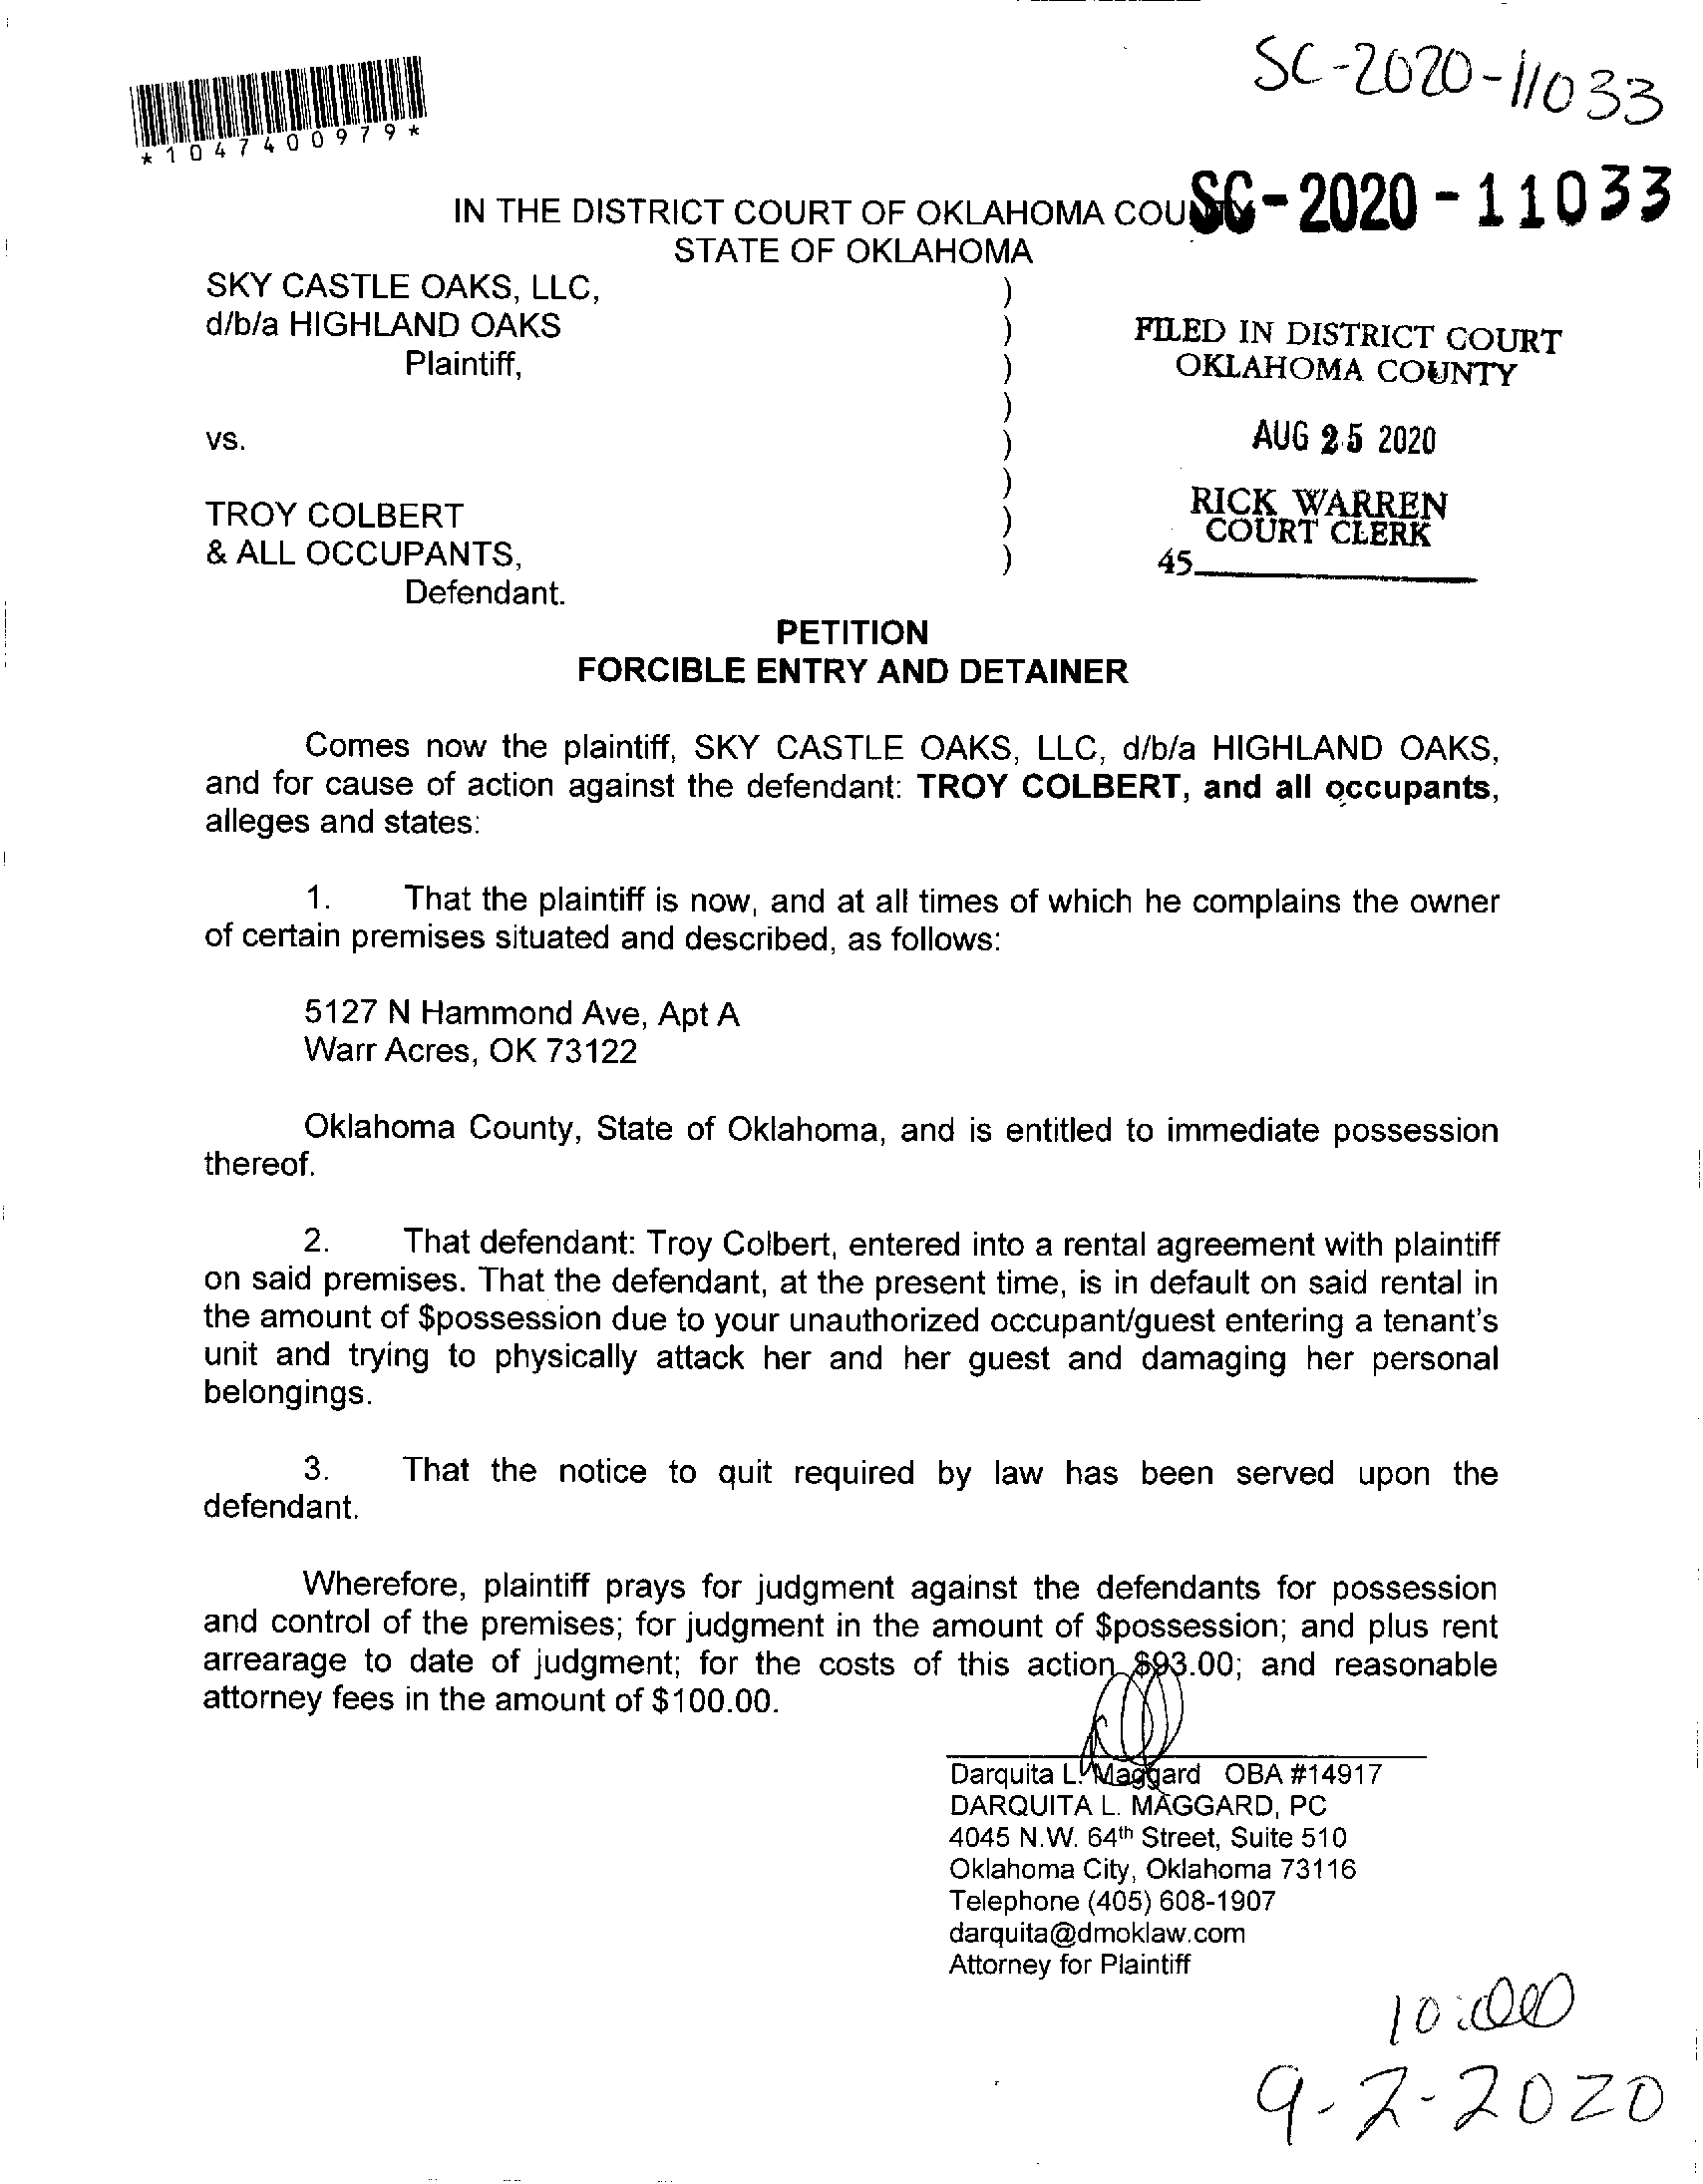 SC-2020-11033
*1047400979*
SC-2020-11033
IN THE DISTRICT COURT OF OKLAHOMA COU
STATE OF OKLAHOMA
SKY CASTLE OAKS, LLC, )
d/b/a HIGHLAND OAKS )
Plaintiff, )
)
vs. )
)
TROY COLBERT )
& ALL OCCUPANTS, )
Defendant.
FILED IN DISTRICT COURT
OKLAHOMA COUNTY
AUG 25 2020
RICK WARREN
COURT CLERK
45
PETITION
FORCIBLE ENTRY AND DETAINER
Comes now the plaintiff, SKY CASTLE OAKS, LLC, d/b/a HIGHLAND OAKS,
and for cause of action against the defendant: TROY COLBERT, and all occupants,
alleges and states:
1. That the plaintiff is now, and at all times of which he complains the owner
of certain premises situated and described, as follows:
5127 N Hammond Ave, Apt A
Warr Acres, OK 73122
Oklahoma County, State of Oklahoma, and is entitled to immediate possession
thereof.
2. That defendant: Troy Colbert, entered into a rental agreement with plaintiff
on said premises. That the defendant, at the present time, is in default on said rental in
the amount of $possession due to your unauthorized occupant/guest entering a tenant's
unit and trying to physically attack her and her guest and damaging her personal
belongings.
3. That the notice to quit required by law has been served upon the
defendant.
Wherefore, plaintiff prays for judgment against the defendants for possession
and control of the premises; for judgment in the amount of $possession; and plus rent
arrearage to date of judgment; for the costs of this action $93.00; and reasonable
attorney fees in the amount of $100.00.
Darquita L. Maggard OBA #14917
DARQUITA L. MAGGARD, PC
4045 N.W. 64th Street, Suite 510
Oklahoma City, Oklahoma 73116
Telephone (405) 608-1907
darquita@dmoklaw.com
Attorney for Plaintiff
10:00
9-2-2020